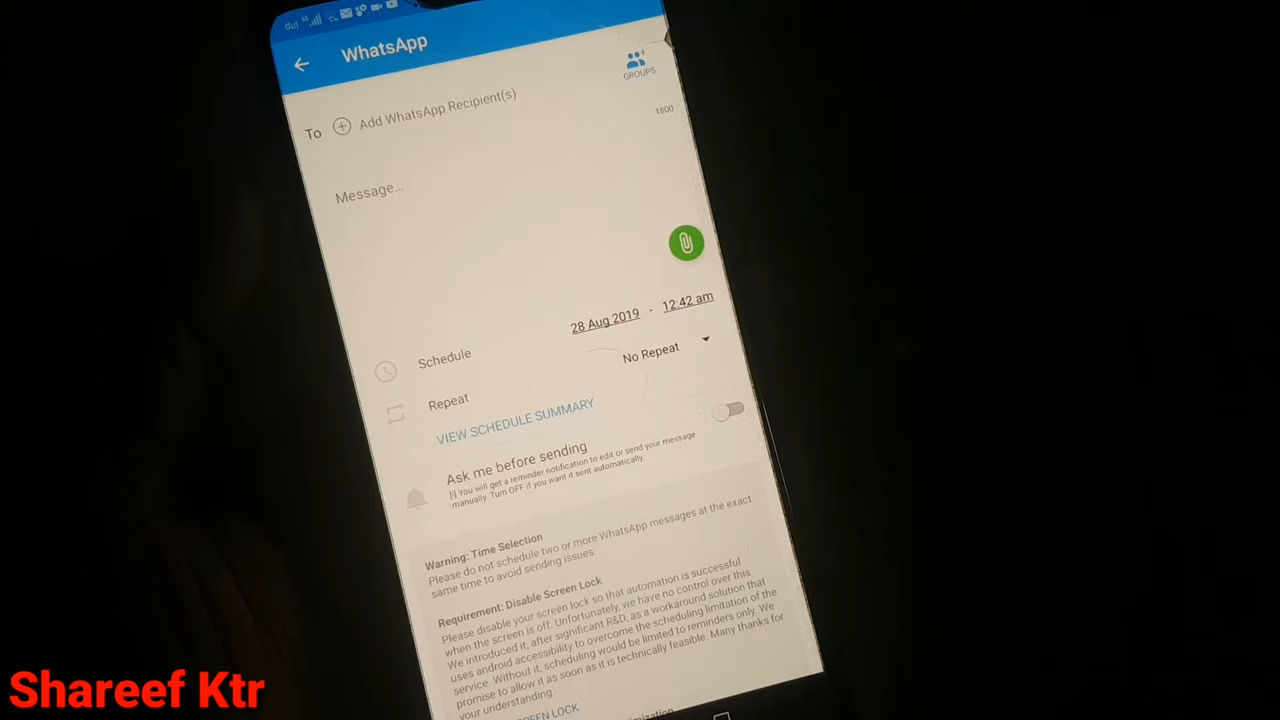 du 4G
WhatsApp
GROUPS
To Add WhatsApp Recipient(s)
1800
Message...
28 Aug 2019 - 12:42 am
Schedule
No Repeat
Repeat
VIEW SCHEDULE SUMMARY
Ask me before sending
[!] You will get a reminder notification to edit or send your message
manually. Turn OFF if you want it sent automatically
Warning: Time Selection
Please do not schedule two or more WhatsApp messages at the exact
same time to avoid sending issues.
Requirement: Disable Screen Lock
Please disable your screen lock so that automation is successful
when the screen is off. Unfortunately, we have no control over this
We introduced it, after significant R&D, as a workaround solution that
uses android accessibility to overcome the scheduling limitation of the
service. Without it, scheduling would be limited to reminders only. We
promise to allow it as soon as it is technically feasible. Many thanks for
your understanding
LOCK
Shareef Ktr